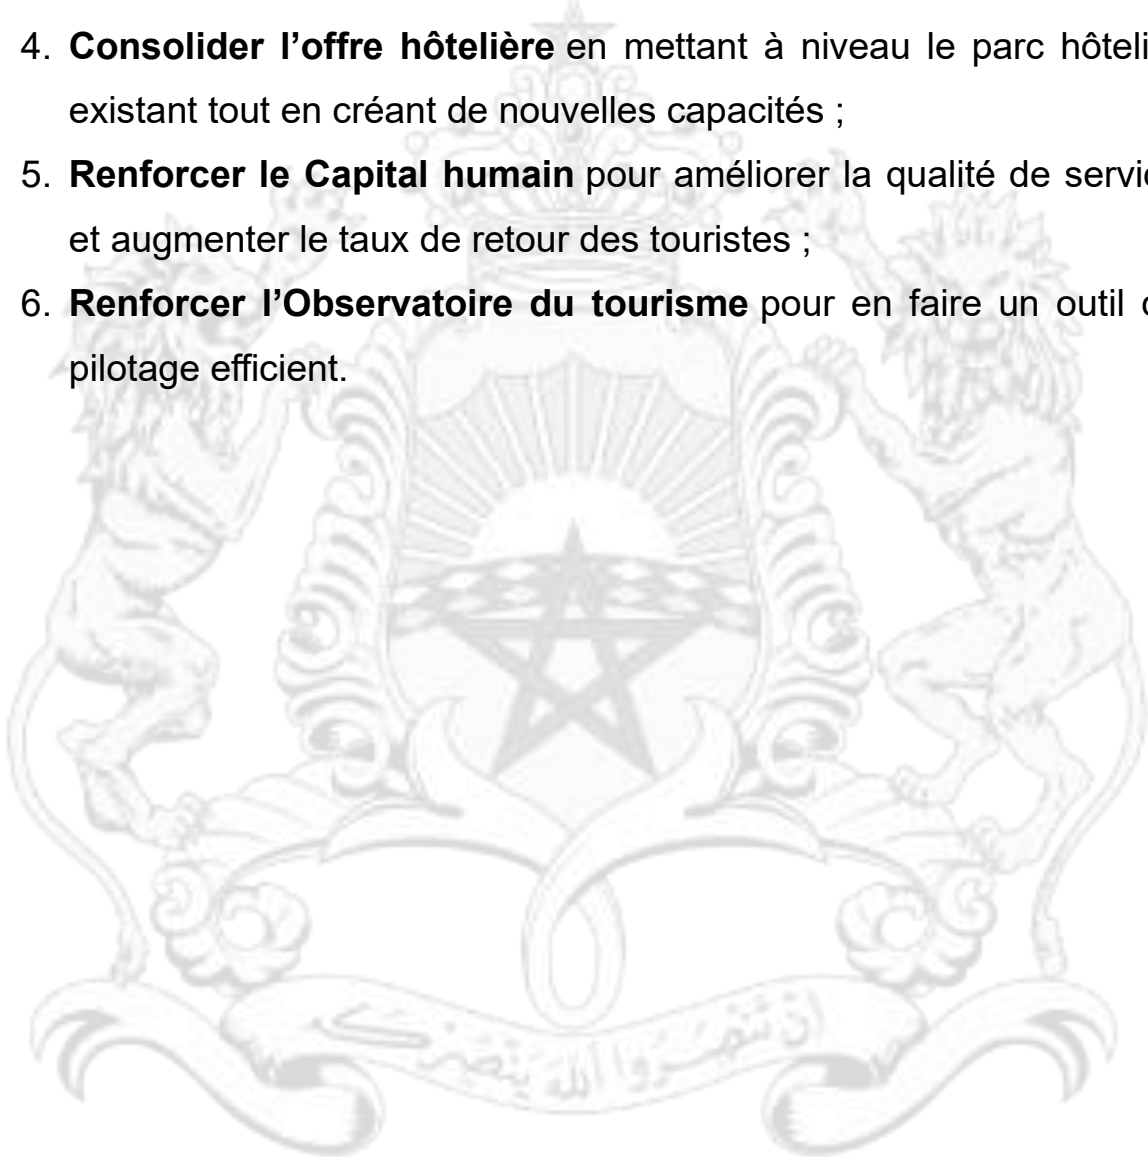 4. Consolider l’offre hôtelière en mettant à niveau le parc hôteli
existant tout en créant de nouvelles capacités ;
5. Renforcer le Capital humain pour améliorer la qualité de servi
et augmenter le taux de retour des touristes ;
6. Renforcer l’Observatoire du tourisme pour en faire un outil
pilotage efficient.